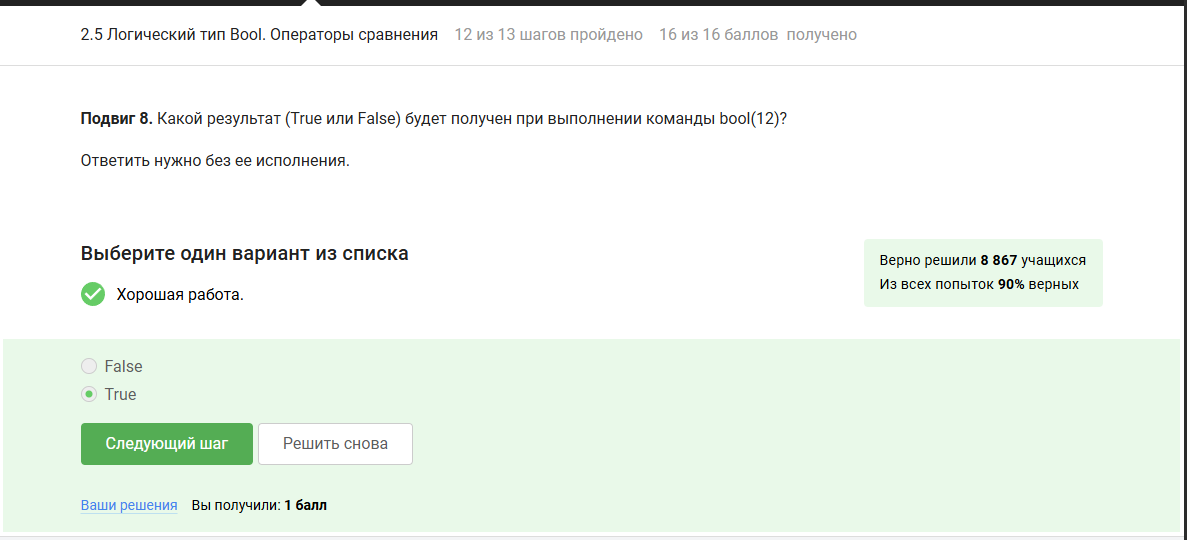 2.5 Логический тип Bool. Операторы сравнения 12 из 13 шагов пройдено 16 из 16 баллов получено
Подвиг 8. Какой результат (True или False) будет получен при выполнении команды bool(12)?
Ответить нужно без ее исполнения.
Выберите один вариант из списка
Верно решили 8 867 учащихся
Из всех попыток 90% верных
Хорошая работа.
False
True
Следующий шаг Решить снова
Ваши решения Вы получили: 1 балл